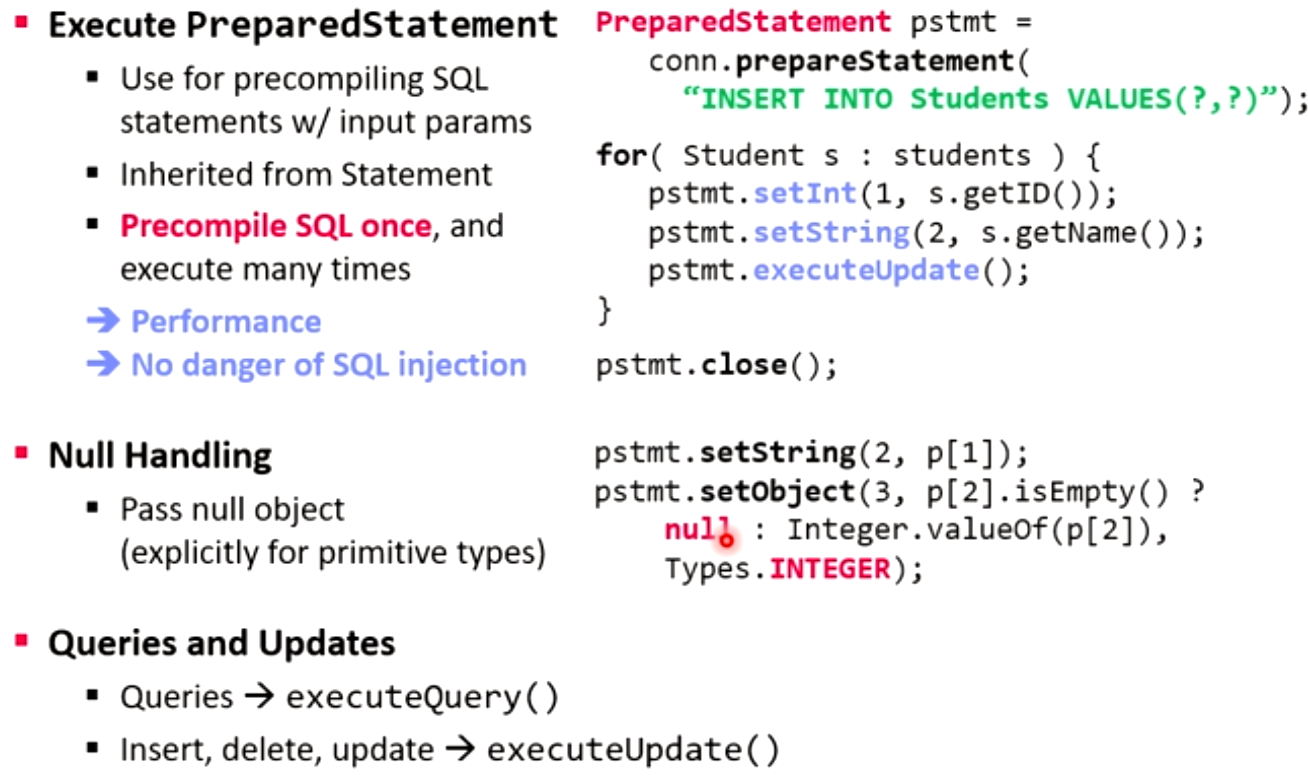 Execute PreparedStatement
Use for precompiling SQL
statements w/ input params
Inherited from Statement
Precompile SQL once, and
execute many times
→ Performance
→ No danger of SQL injection
PreparedStatement pstmt =
conn.prepareStatement(
“INSERT INTO Students VALUES(?,?)”);
for( Student s : students ) {
pstmt.setInt(1, s.getID());
pstmt.setString(2, s.getName());
pstmt.executeUpdate();
}
pstmt.close();
Null Handling
Pass null object
(explicitly for primitive types)
pstmt.setString(2, p[1]);
pstmt.setObject(3, p[2].isEmpty() ?
null : Integer.valueOf(p[2]),
Types.INTEGER);
Queries and Updates
Queries → executeQuery()
Insert, delete, update → executeUpdate()